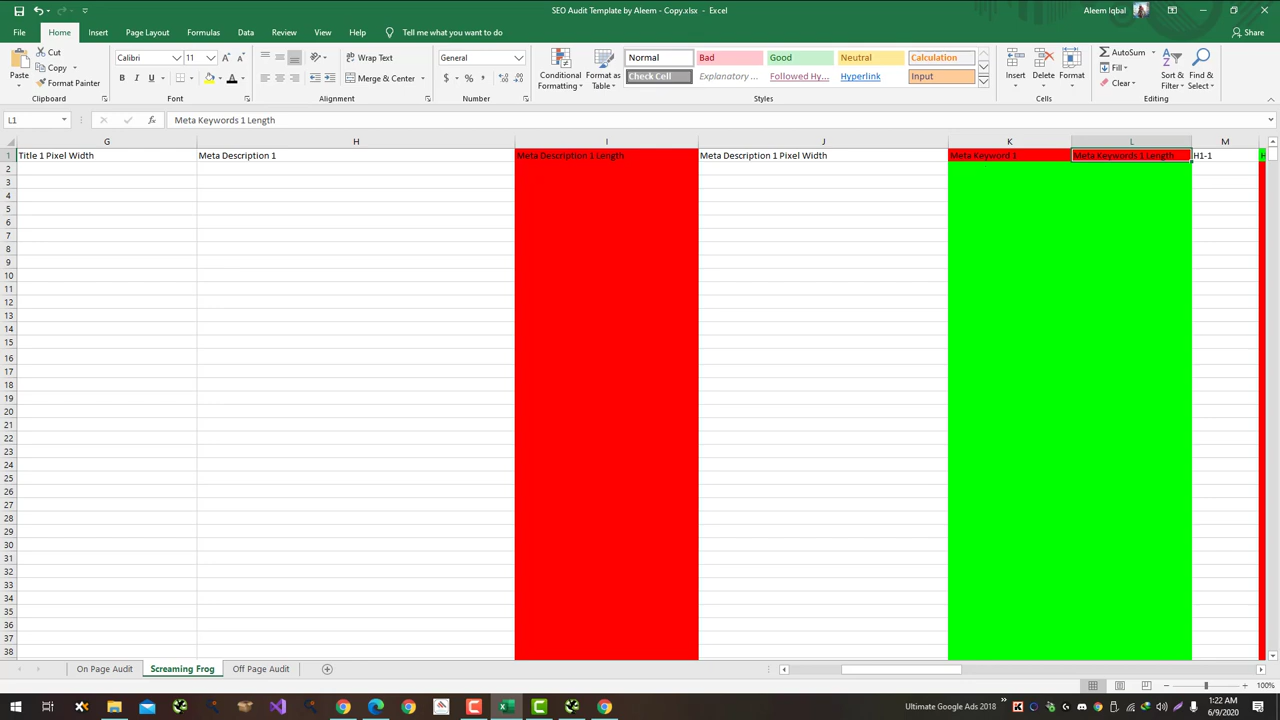 SEO Audit Template by Aleem - Copy.xlsx - Excel
Aleem Iqbal
File Home Insert Page Layout Formulas Data Review View Help Tell me what you want to do
Share
Paste
Cut
Copy
Format Painter
Clipboard
Calibri 11
B I U
Font
Wrap Text
Merge & Center
Alignment
General
$ % ,
Number
Conditional Formatting
Format as Table
Normal Bad Good Neutral Calculation
Check Cell Explanatory ... Followed Hy... Hyperlink Input
Styles
Insert Delete Format
Cells
AutoSum
Fill
Clear
Sort & Filter
Find & Select
Editing
L1 fx Meta Keywords 1 Length
G H I J K L M
1 Title 1 Pixel Width Meta Description 1 Meta Description 1 Length Meta Description 1 Pixel Width Meta Keyword 1 Meta Keywords 1 Length H1-1 H
2
3
4
5
6
7
8
9
10
11
12
13
14
15
16
17
18
19
20
21
22
23
24
25
26
27
28
29
30
31
32
33
34
35
36
37
38
On Page Audit Screaming Frog Off Page Audit
100%
Ultimate Google Ads 2018
1:22 AM
6/9/2020